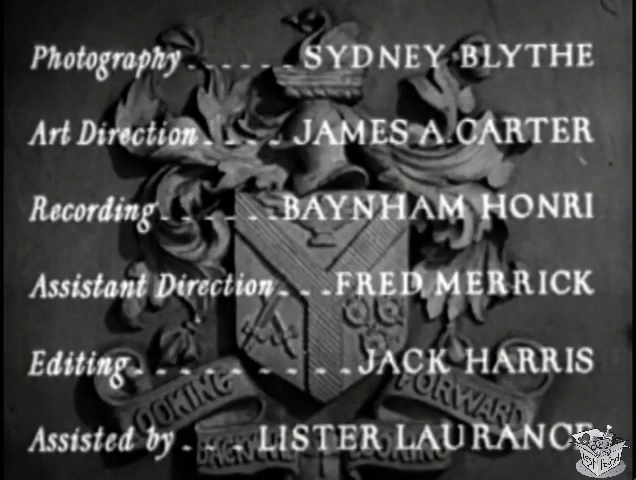 Photography . . . . . . SYDNEY BLYTHE
Art Direction . . . . JAMES A. CARTER
Recording . . . . . . BAYNHAM HONRI
Assistant Direction . . . FRED MERRICK
Editing . . . . . . . . . . JACK HARRIS
Assisted by . . . LISTER LAURANCE
LOOKING FORWARD
LOOKING